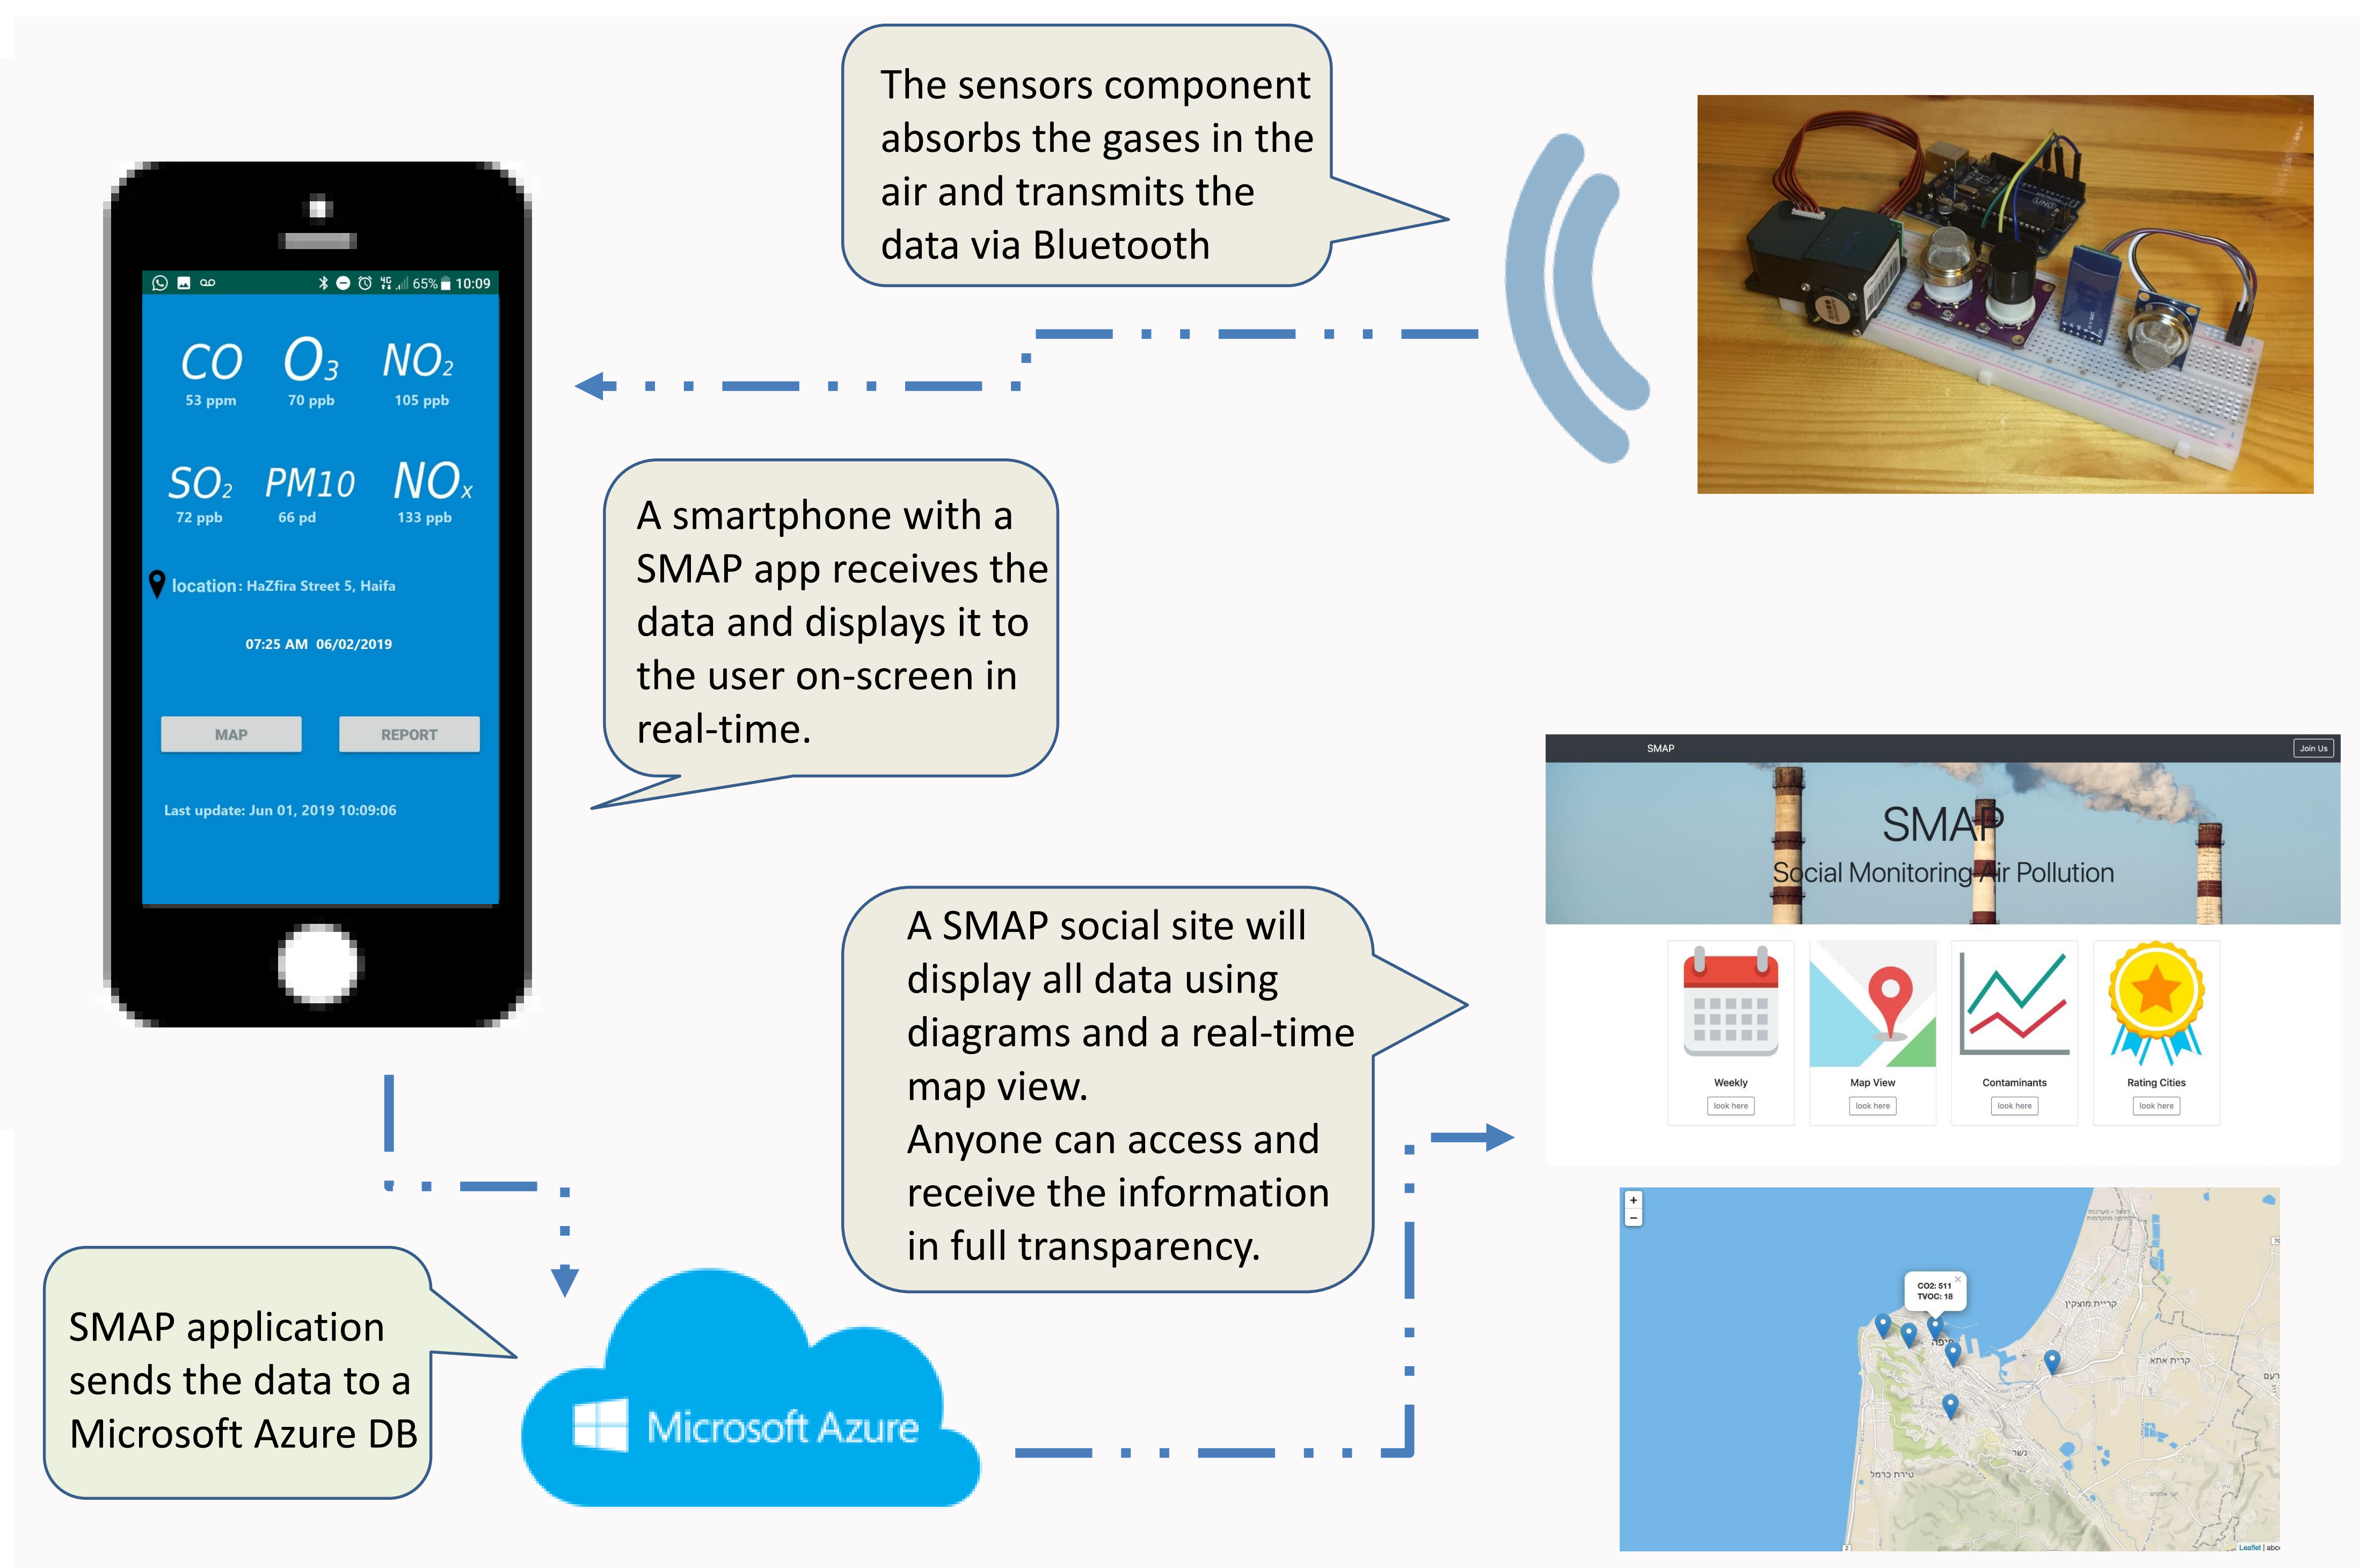 The sensors component
absorbs the gases in the
air and transmits the
data via Bluetooth
65% 10:09
CO O3 NO2
53 ppm 70 ppb 105 ppb
SO2 PM10 NOx
72 ppb 66 pd 133 ppb
location: HaZfira Street 5, Haifa
07:25 AM 06/02/2019
MAP REPORT
Last update: Jun 01, 2019 10:09:06
A smartphone with a
SMAP app receives the
data and displays it to
the user on-screen in
real-time.
SMAP application
sends the data to a
Microsoft Azure DB
Microsoft Azure
A SMAP social site will
display all data using
diagrams and a real-time
map view.
Anyone can access and
receive the information
in full transparency.
SMAP Join Us
SMAP
Social Monitoring Air Pollution
Weekly Map View Contaminants Rating Cities
look here look here look here look here
+
−
CO2: 511
TVOC: 18
קריית מוצקין
חיפה
קרית אתא
נשר
טירת כרמל
Leaflet